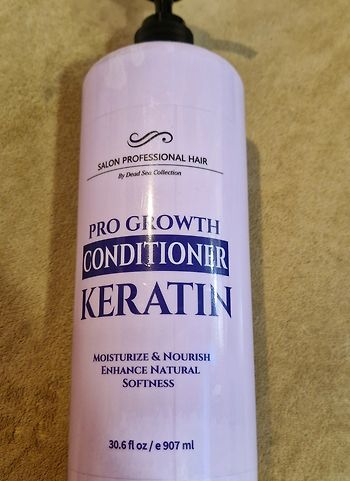 SALON PROFESSIONAL HAIR
By Dead Sea Collection
PRO GROWTH
CONDITIONER
KERATIN
MOISTURIZE & NOURISH
ENHANCE NATURAL
SOFTNESS
30.6 fl oz / e 907 ml